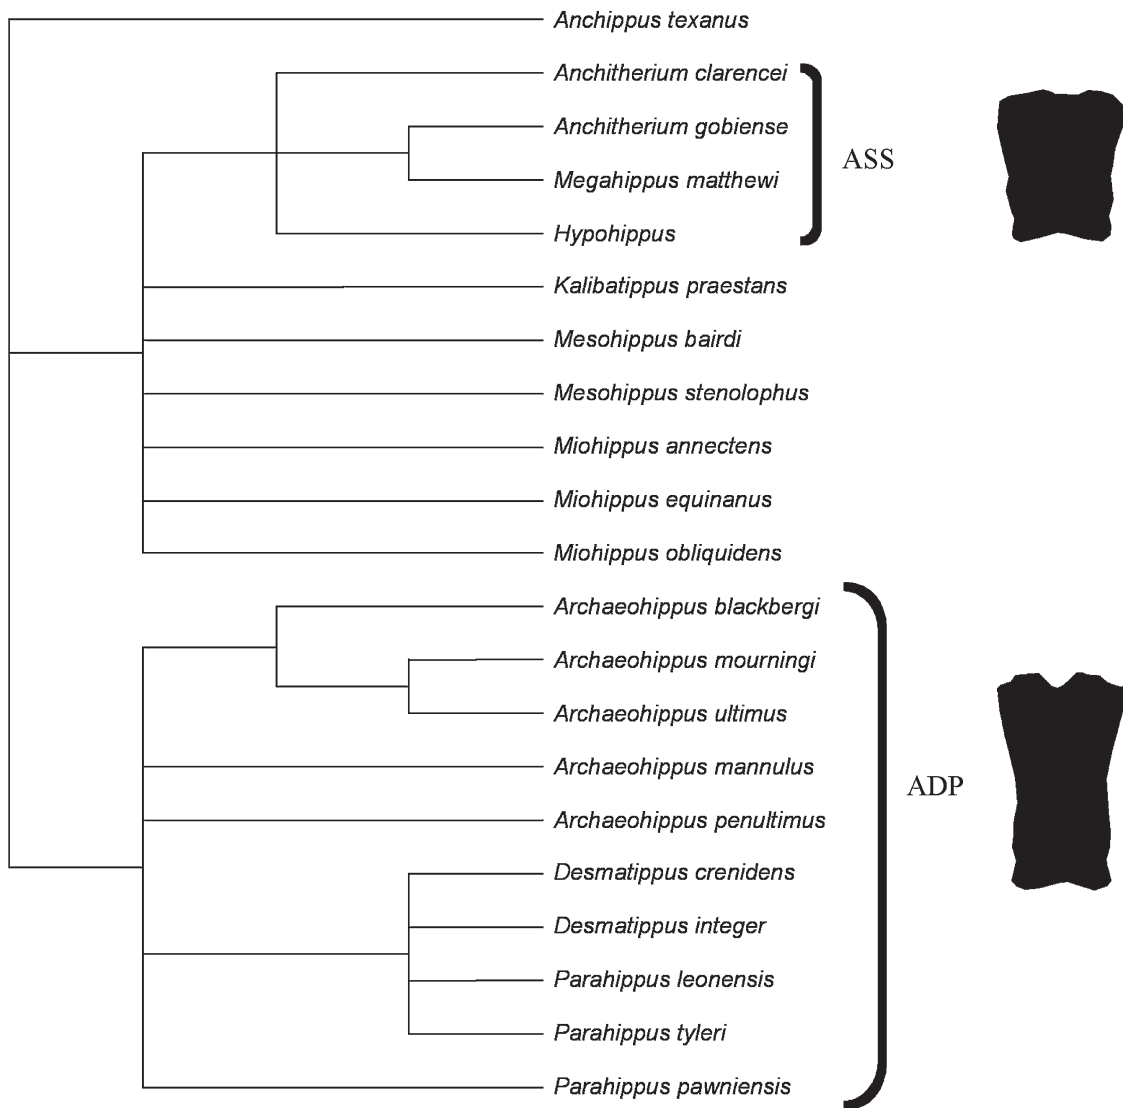 Anchippus texanus
Anchitherium clarencei
Anchitherium gobiense
ASS
Megahippus matthewi
Hypohippus
Kalibatippus praestans
Mesohippus bairdi
Mesohippus stenolophus
Miohippus annectens
Miohippus equinanus
Miohippus obliquidens
Archaeohippus blackbergi
Archaeohippus mourningi
Archaeohippus ultimus
Archaeohippus mannulus
ADP
Archaeohippus penultimus
Desmatippus crenidens
Desmatippus integer
Parahippus leonensis
Parahippus tyleri
Parahippus pawniensis